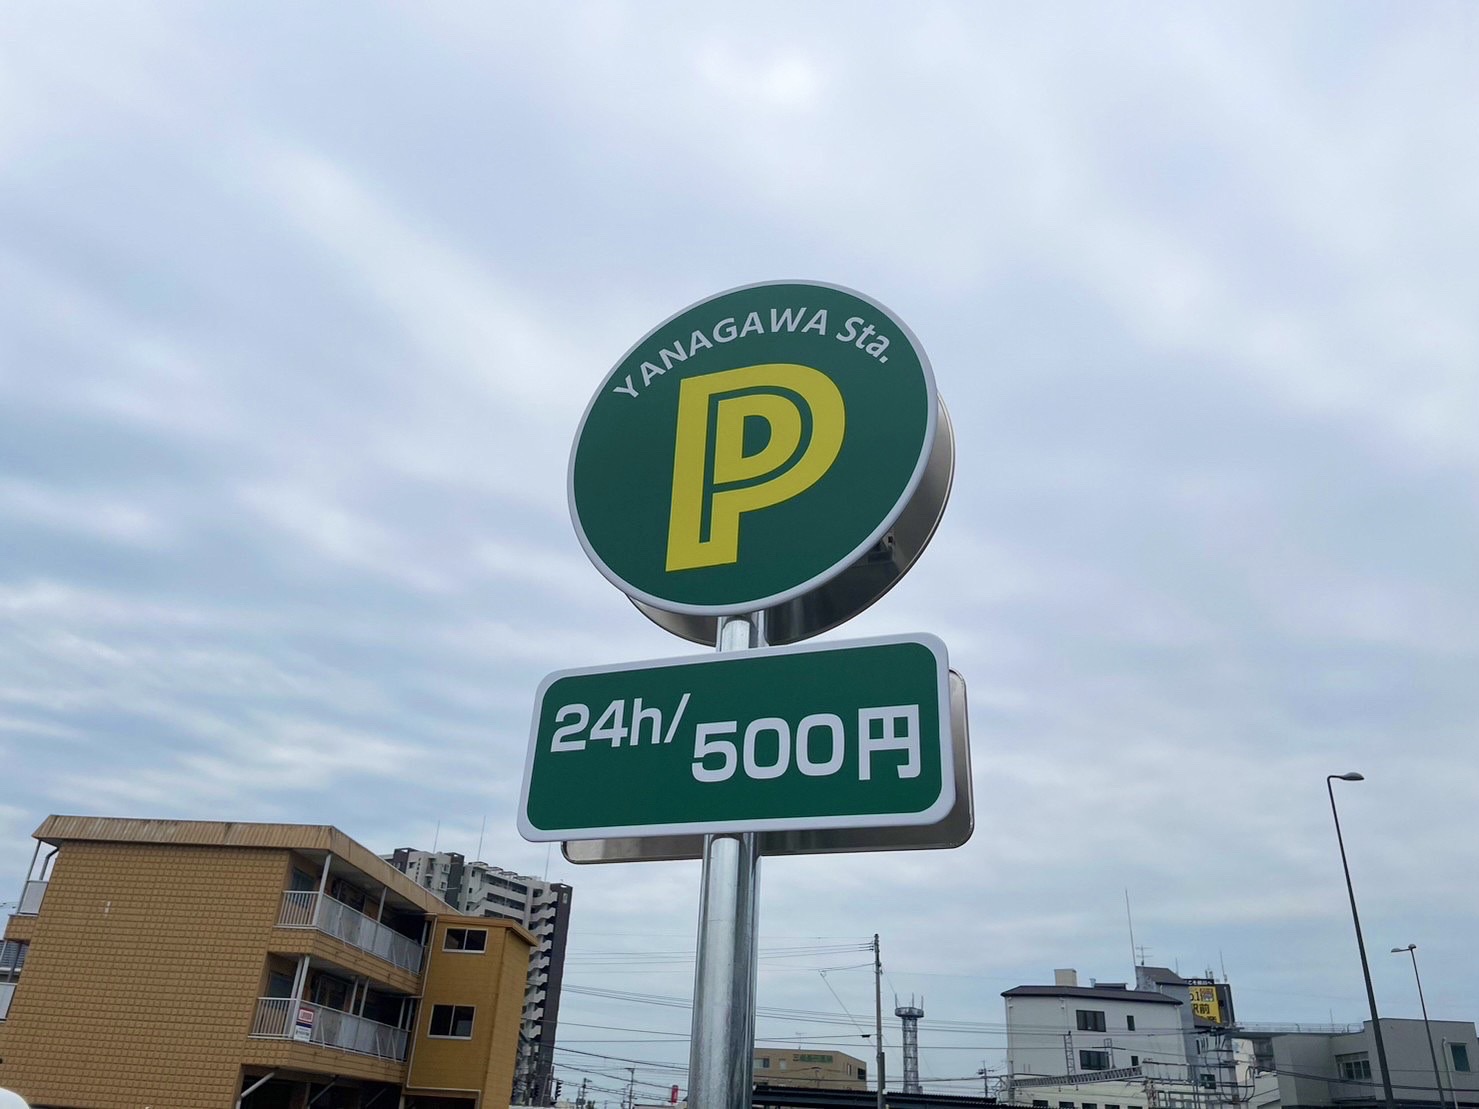 YANAGAWA Sta.
P
24h/500円